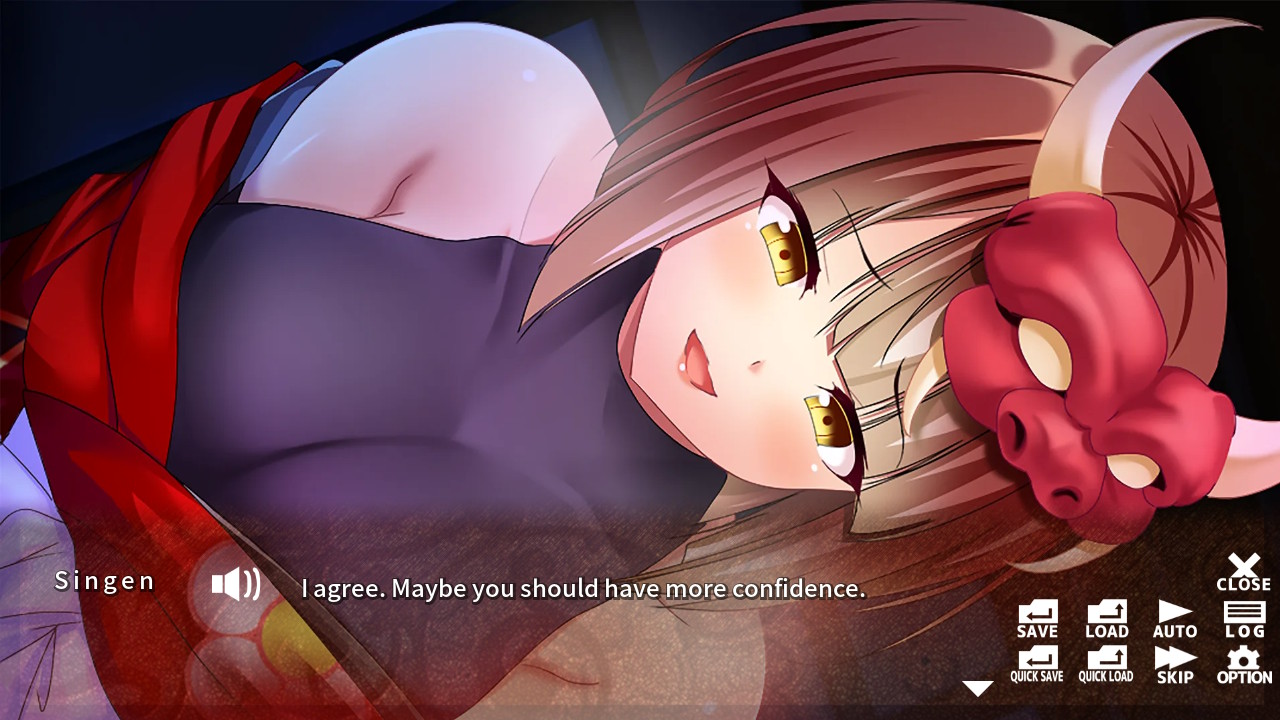 Singen
I agree. Maybe you should have more confidence.
CLOSE
SAVE LOAD AUTO LOG
QUICK SAVE QUICK LOAD SKIP OPTION